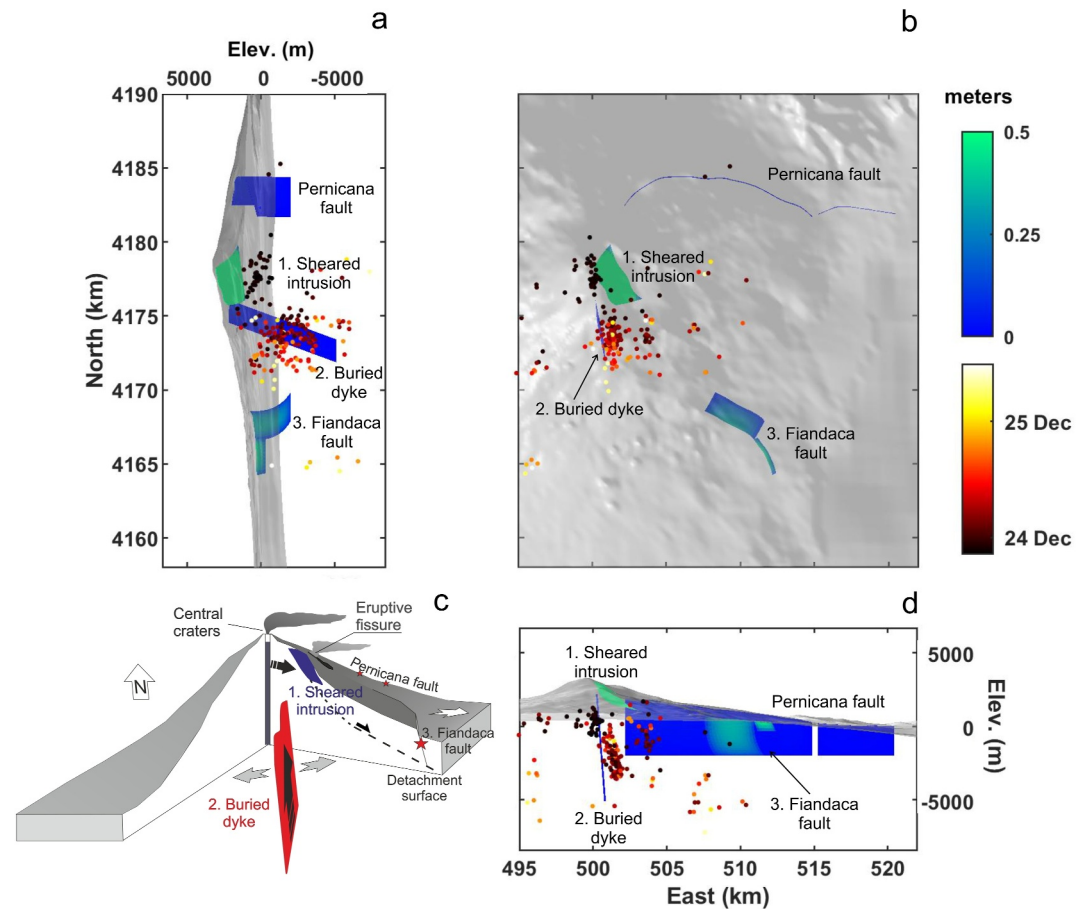 a
Elev. (m)
5000 0 -5000
4190
4185
4180
4175
4170
4165
4160
North (km)
Pernicana
fault
1. Sheared
intrusion
2. Buried
dyke
3. Fiandaca
fault
b
Pernicana fault
1. Sheared
intrusion
2. Buried dyke
3. Fiandaca
fault
meters
0.5
0.25
0
25 Dec
24 Dec
c
Central
craters
Eruptive
fissure
N
Pernicana fault
1. Sheared
intrusion
3. Fiandaca
fault
Detachment
surface
2. Buried
dyke
d
1. Sheared
intrusion
Pernicana fault
2. Buried
dyke
3. Fiandaca
fault
5000
0
-5000
Elev. (m)
495 500 505 510 515 520
East (km)